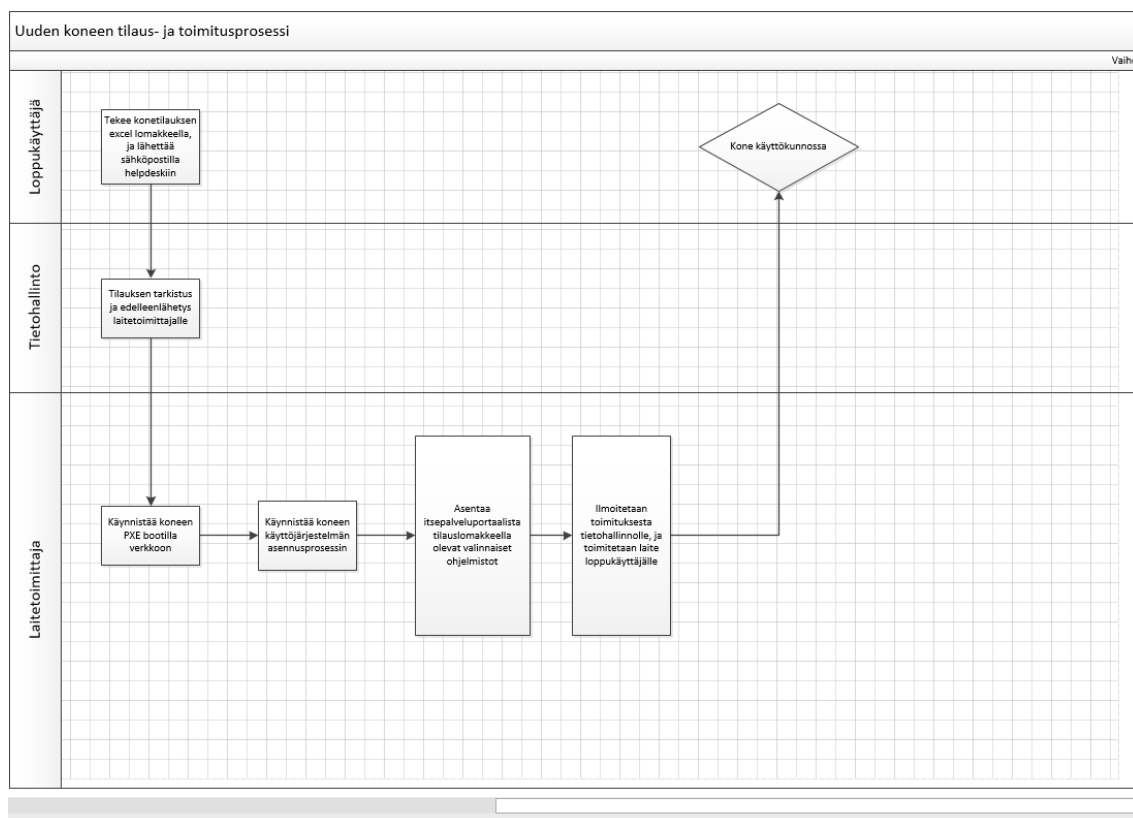 Uuden koneen tilaus- ja toimitusprosessi
Loppukäyttäjä
Tekee konetilauksen
excel lomakkeella,
ja lähettää
sähköpostilla
helpdeskiin
Kone käyttökunnossa
Tietohallinto
Tilauksen tarkistus
ja edelleenlähetys
laitetoimittajalle
Laitetoimittaja
Käynnistää koneen
PXE bootilla
verkkoon
Käynnistää koneen
käyttöjärjestelmän
asennusprosessin
Asentaa
itsepalveluportaalista
tilauslomakkeella
olevat valinnaiset
ohjelmistot
Ilmoitetaan
toimituksesta
tietohallinnolle, ja
toimitetaan laite
loppukäyttäjälle